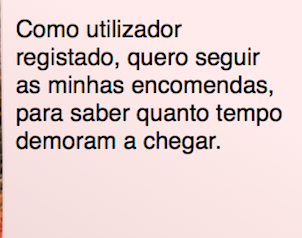 Como utilizador
registado, quero seguir
as minhas encomendas,
para saber quanto tempo
demoram a chegar.